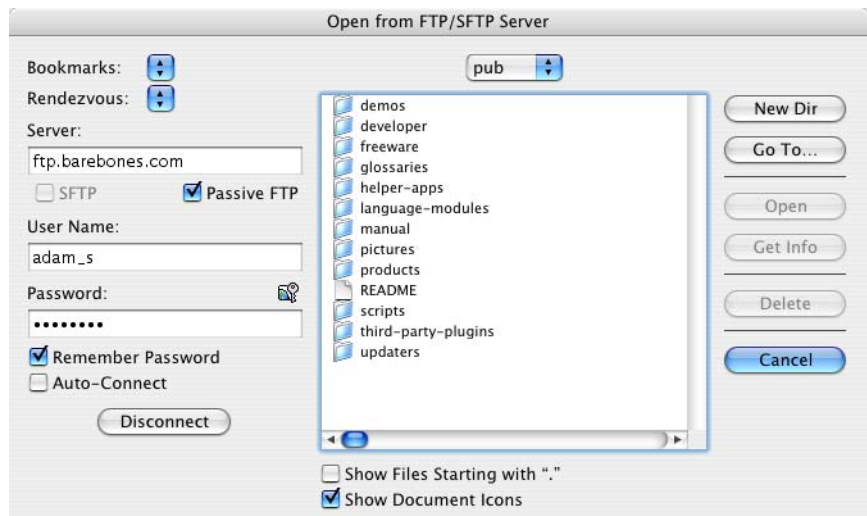 Open from FTP/SFTP Server
Bookmarks:
Rendezvous:
Server:
ftp.barebones.com
SFTP
Passive FTP
User Name:
adam_s
Password:
••••••••
Remember Password
Auto-Connect
Disconnect
pub
demos
developer
freeware
glossaries
helper-apps
language-modules
manual
pictures
products
README
scripts
third-party-plugins
updaters
Show Files Starting with “.”
Show Document Icons
New Dir
Go To...
Open
Get Info
Delete
Cancel